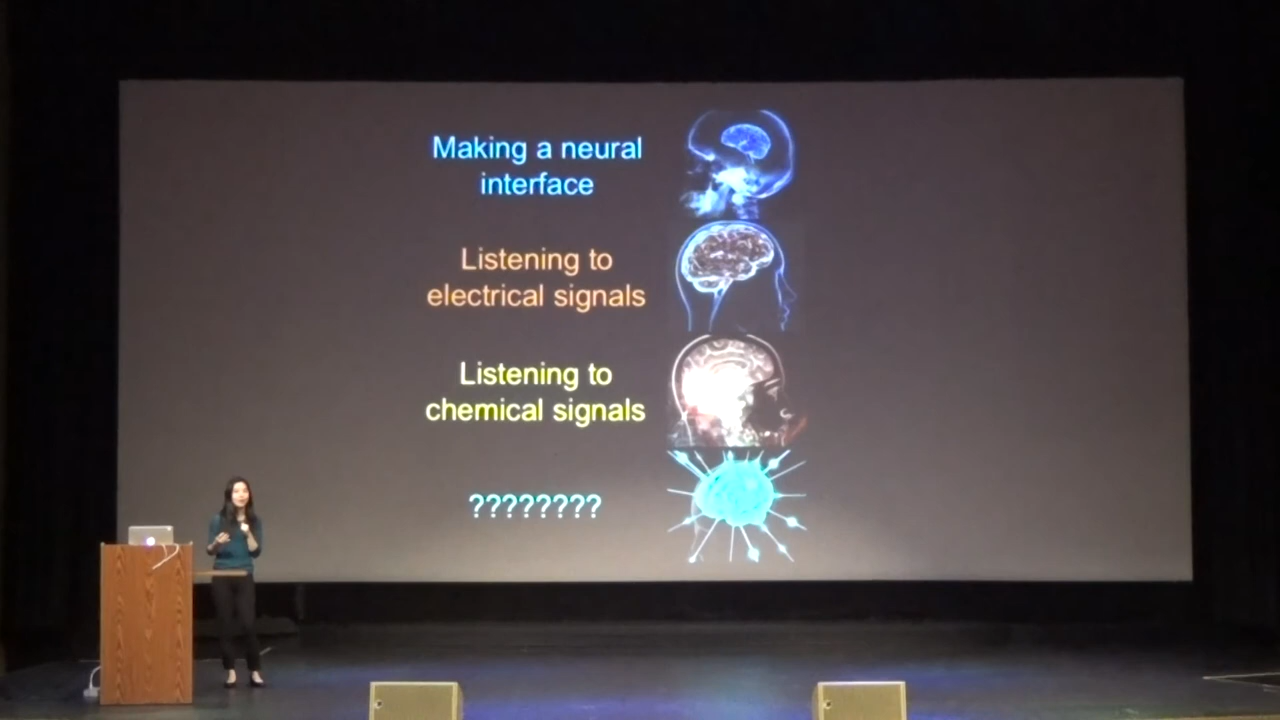 Making a neural
interface
Listening to
electrical signals
Listening to
chemical signals
????????